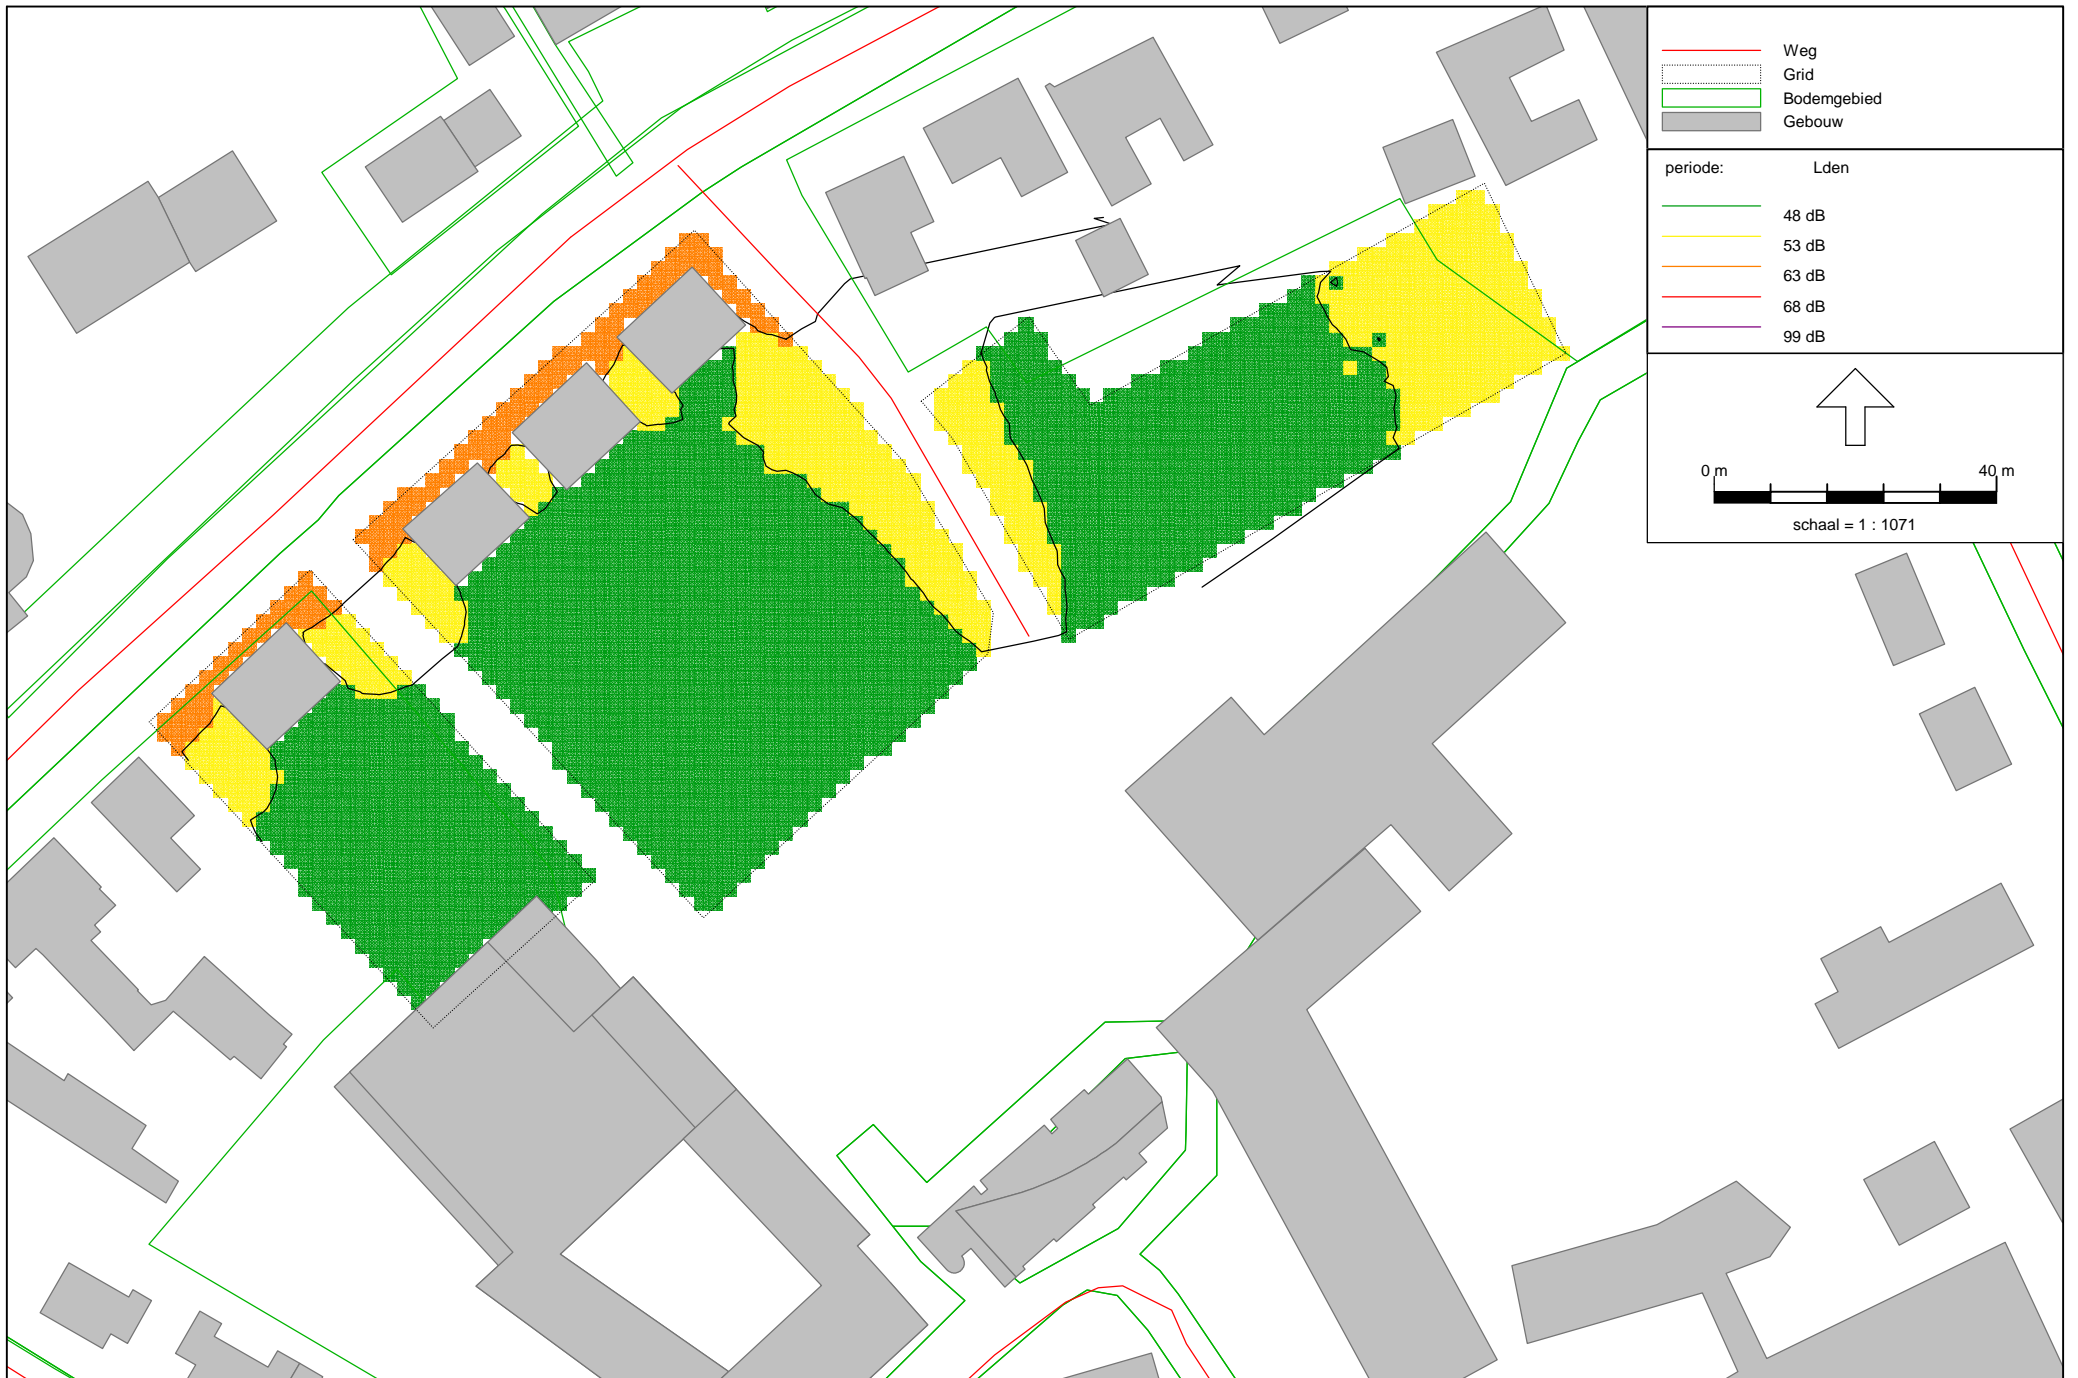 Weg
Grid
Bodemgebied
Gebouw
periode: Lden
48 dB
53 dB
63 dB
68 dB
99 dB
0 m 40 m
schaal = 1 : 1071